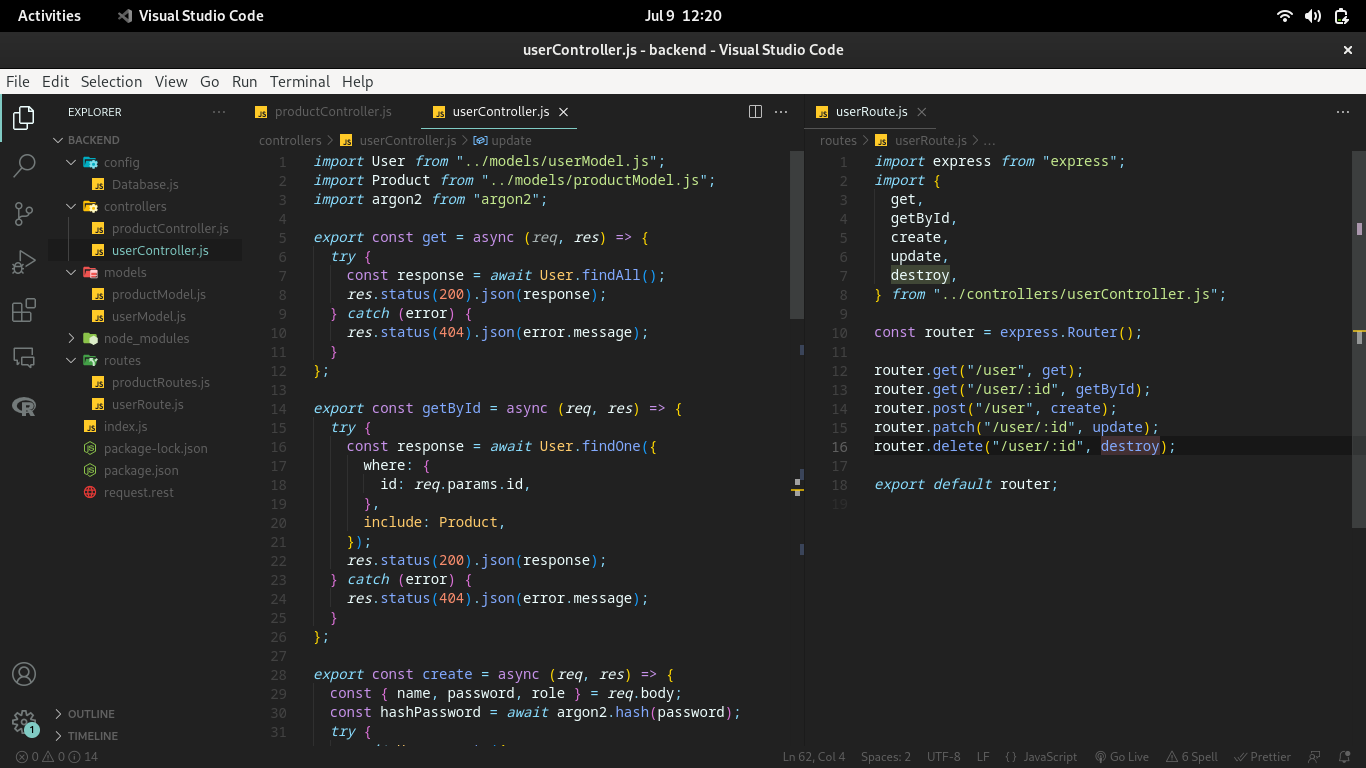 Activities Visual Studio Code Jul 9 12:20
userController.js - backend - Visual Studio Code
File Edit Selection View Go Run Terminal Help
EXPLORER
BACKEND
config
Database.js
controllers
productController.js
userController.js
models
productModel.js
userModel.js
node_modules
routes
productRoutes.js
userRoute.js
index.js
package-lock.json
package.json
request.rest
OUTLINE
TIMELINE
1
productController.js userController.js
controllers > userController.js > update
1 import User from "../models/userModel.js";
2 import Product from "../models/productModel.js";
3 import argon2 from "argon2";
4
5 export const get = async (req, res) => {
6 try {
7 const response = await User.findAll();
8 res.status(200).json(response);
9 } catch (error) {
10 res.status(404).json(error.message);
11 }
12 };
13
14 export const getById = async (req, res) => {
15 try {
16 const response = await User.findOne({
17 where: {
18 id: req.params.id,
19 },
20 include: Product,
21 });
22 res.status(200).json(response);
23 } catch (error) {
24 res.status(404).json(error.message);
25 }
26 };
27
28 export const create = async (req, res) => {
29 const { name, password, role } = req.body;
30 const hashPassword = await argon2.hash(password);
31 try {
userRoute.js
routes > userRoute.js > ...
1 import express from "express";
2 import {
3 get,
4 getById,
5 create,
6 update,
7 destroy,
8 } from "../controllers/userController.js";
9
10 const router = express.Router();
11
12 router.get("/user", get);
13 router.get("/user/:id", getById);
14 router.post("/user", create);
15 router.patch("/user/:id", update);
16 router.delete("/user/:id", destroy);
17
18 export default router;
19
0 0 14 Ln 62, Col 4 Spaces: 2 UTF-8 LF {} JavaScript Go Live 6 Spell Prettier